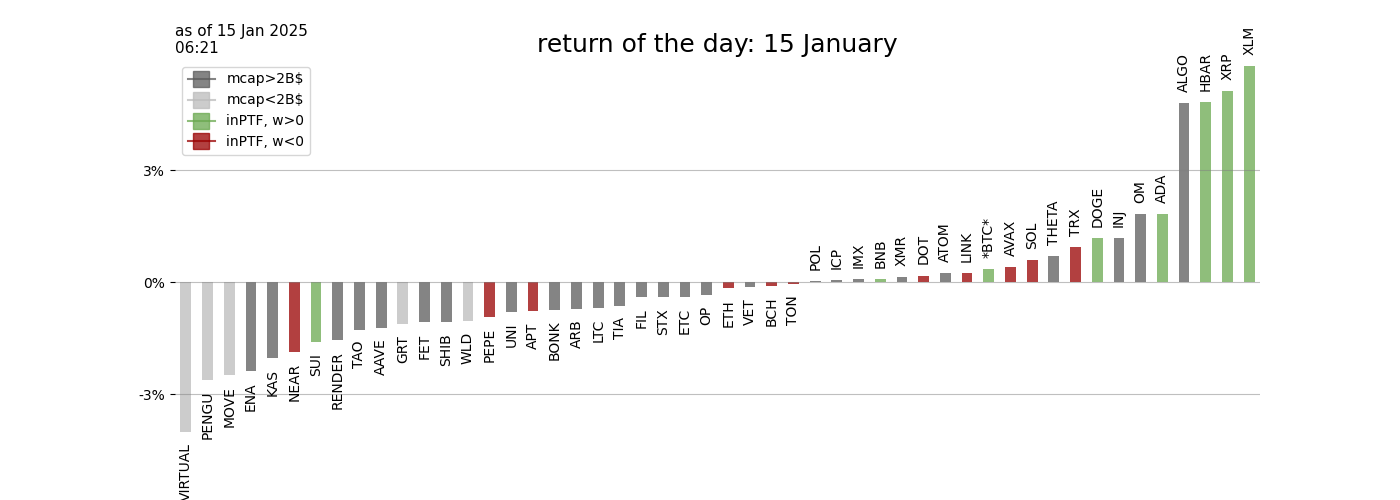 as of 15 Jan 2025
06:21
return of the day: 15 January
mcap>2B$
mcap<2B$
inPTF, w>0
inPTF, w<0
3%
0%
-3%
VIRTUAL
PENGU
MOVE
ENA
KAS
NEAR
SUI
RENDER
TAO
AAVE
GRT
FET
SHIB
WLD
PEPE
UNI
APT
BONK
ARB
LTC
TIA
FIL
STX
ETC
OP
ETH
VET
BCH
TON
POL
ICP
IMX
BNB
XMR
DOT
ATOM
LINK
*BTC*
AVAX
SOL
THETA
TRX
DOGE
INJ
OM
ADA
ALGO
HBAR
XRP
XLM